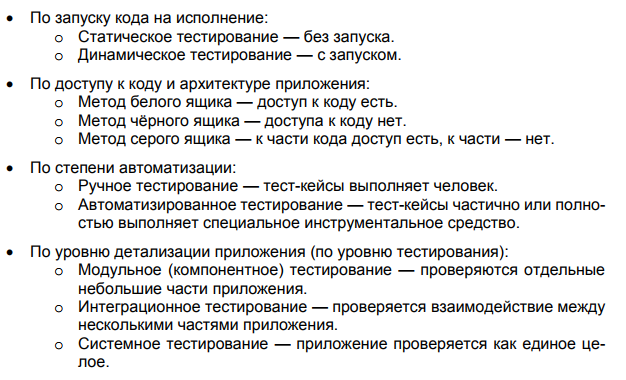 • По запуску кода на исполнение:
o Статическое тестирование — без запуска.
o Динамическое тестирование — с запуском.
• По доступу к коду и архитектуре приложения:
o Метод белого ящика — доступ к коду есть.
o Метод чёрного ящика — доступа к коду нет.
o Метод серого ящика — к части кода доступ есть, к части — нет.
• По степени автоматизации:
o Ручное тестирование — тест-кейсы выполняет человек.
o Автоматизированное тестирование — тест-кейсы частично или полно-
стью выполняет специальное инструментальное средство.
• По уровню детализации приложения (по уровню тестирования):
o Модульное (компонентное) тестирование — проверяются отдельные
небольшие части приложения.
o Интеграционное тестирование — проверяется взаимодействие между
несколькими частями приложения.
o Системное тестирование — приложение проверяется как единое це-
лое.